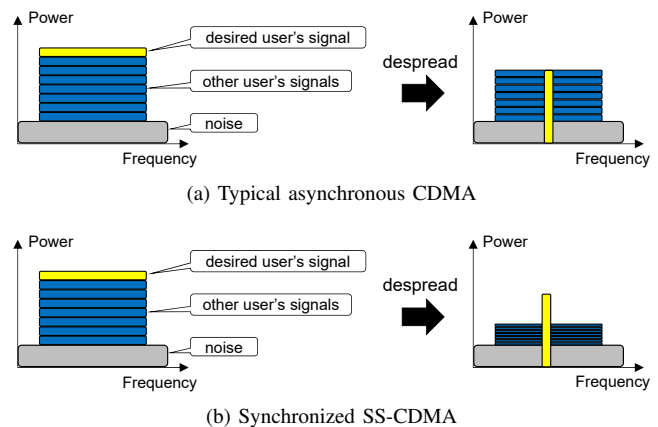 Power
desired user's signal
other user's signals
noise
Frequency
despread
Power
Frequency
(a) Typical asynchronous CDMA
Power
desired user's signal
other user's signals
noise
Frequency
despread
Power
Frequency
(b) Synchronized SS-CDMA